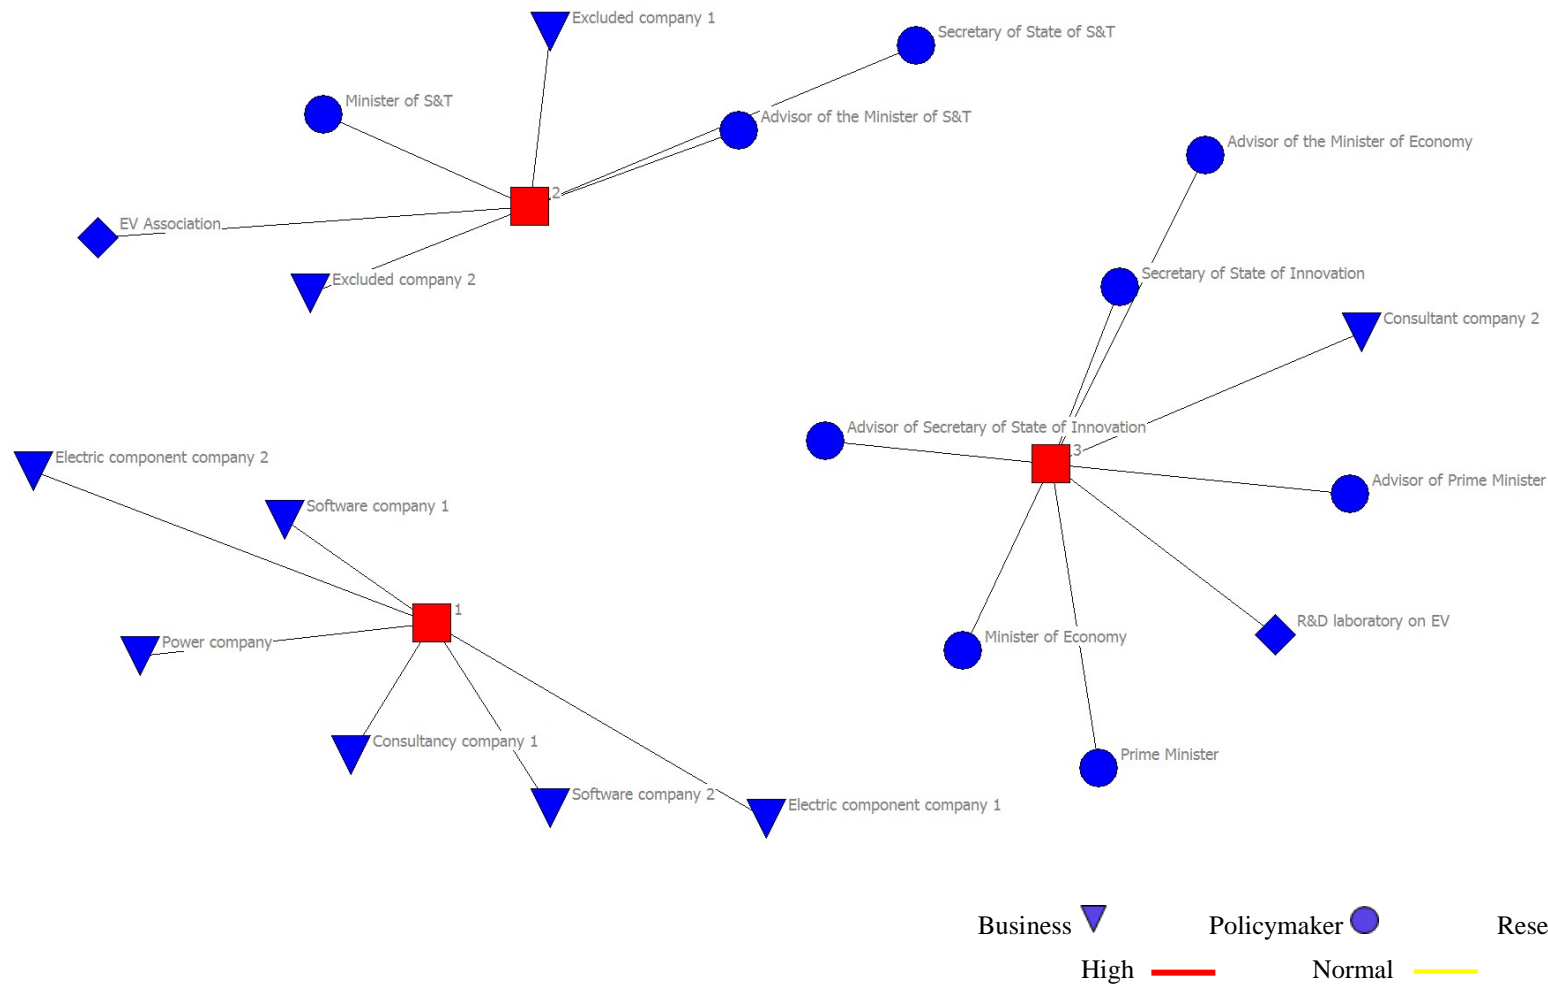 Excluded company 1
Secretary of State of S&T
Minister of S&T
Advisor of the Minister of S&T
Advisor of the Minister of Economy
2
EV Association
Excluded company 2
Secretary of State of Innovation
Consultant company 2
Advisor of Secretary of State of Innovation
3
Electric component company 2
Advisor of Prime Minister
Software company 1
1
R&D laboratory on EV
Power company
Minister of Economy
Consultancy company 1
Prime Minister
Software company 2
Electric component company 1
Business Policymaker Rese
High Normal